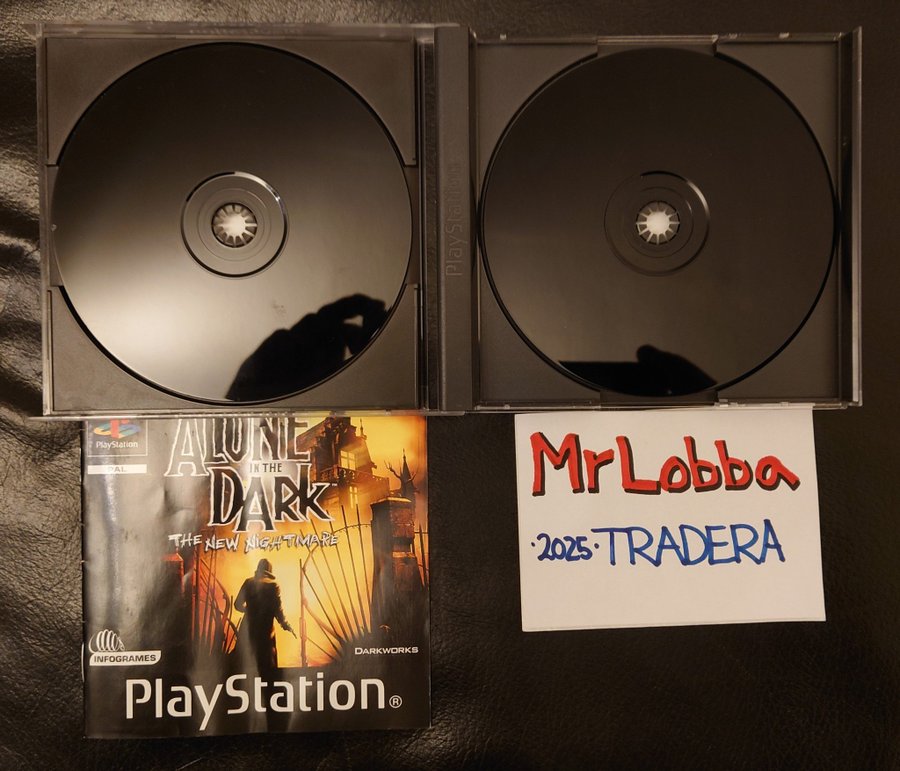 PlayStation
PlayStation
PAL
ALONE
IN THE
DARK
THE NEW NIGHTMARE
INFOGRAMES
DARKWORKS
PlayStation®
MrLobba
·2025·TRADERA